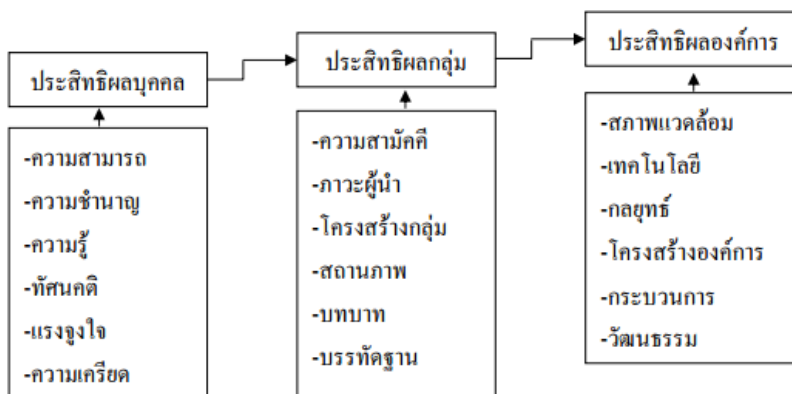 ประสิทธิผลบุคคล
-ความสามารถ
-ความชำนาญ
-ความรู้
-ทัศนคติ
-แรงจูงใจ
-ความเครียด
ประสิทธิผลกลุ่ม
-ความสามัคคี
-ภาวะผู้นำ
-โครงสร้างกลุ่ม
-สถานภาพ
-บทบาท
-บรรทัดฐาน
ประสิทธิผลองค์การ
-สภาพแวดล้อม
-เทคโนโลยี
-กลยุทธ์
-โครงสร้างองค์การ
-กระบวนการ
-วัฒนธรรม